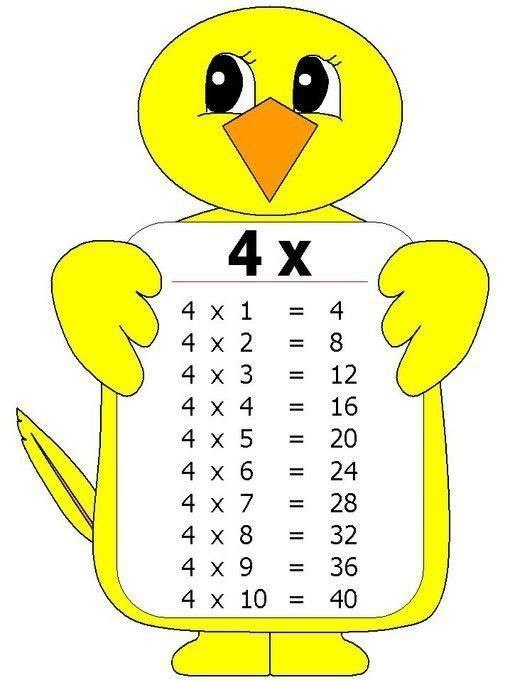 4 x
4 x 1 = 4
4 x 2 = 8
4 x 3 = 12
4 x 4 = 16
4 x 5 = 20
4 x 6 = 24
4 x 7 = 28
4 x 8 = 32
4 x 9 = 36
4 x 10 = 40